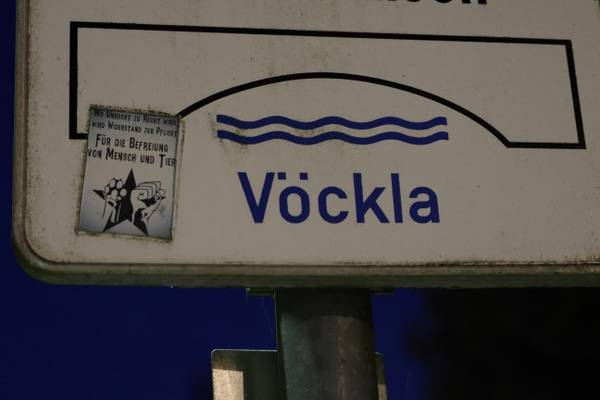 WO UNRECHT ZU RECHT WIRD
WIRD WIDERSTAND ZUR PFLICHT
FÜR DIE BEFREIUNG
VON MENSCH UND TIER
Vöckla